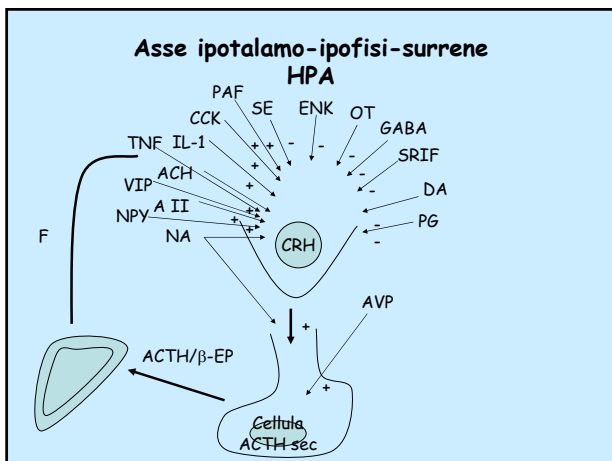 Asse ipotalamo-ipofisi-surrene
HPA
PAF
SE
ENK
OT
CCK
GABA
TNF
IL-1
+ + -
-
-
SRIF
+
-
ACH
+
-
DA
VIP
A II
+
NPY
+
+
-
PG
F
NA
CRH
-
AVP
+
ACTH/β-EP
+
Cellula
ACTH sec